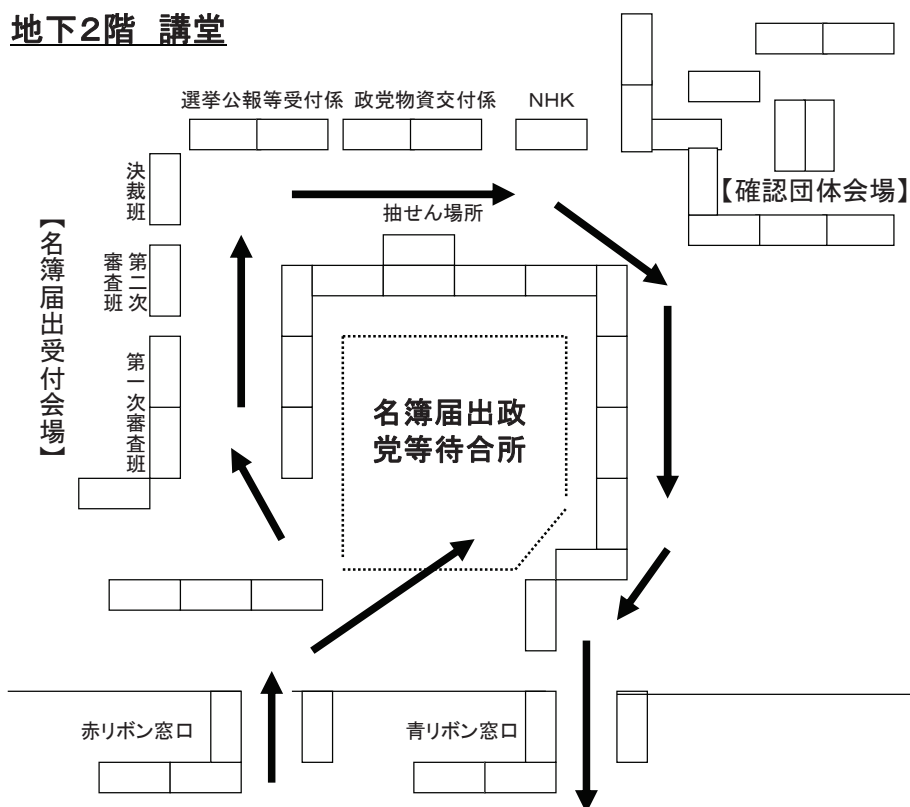 地下2階　講堂
選挙公報等受付係
政党物資交付係
NHK
決裁班
【確認団体会場】
抽せん場所
【名簿届出受付会場】
第二次
審査班
第一次審査班
名簿届出政
党等待合所
赤リボン窓口
青リボン窓口